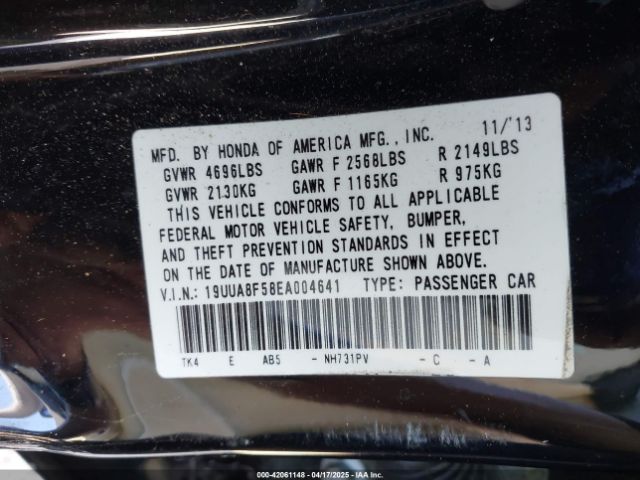 MFD. BY HONDA OF AMERICA MFG., INC. 11/'13
GVWR 4696LBS GAWR F 2568LBS R 2149LBS
GVWR 2130KG GAWR F 1165KG R 975KG
THIS VEHICLE CONFORMS TO ALL APPLICABLE
FEDERAL MOTOR VEHICLE SAFETY, BUMPER,
AND THEFT PREVENTION STANDARDS IN EFFECT
ON THE DATE OF MANUFACTURE SHOWN ABOVE.
V.I.N.: 19UUA8F58EA004641 TYPE: PASSENGER CAR
TK4 E AB5 - NH731PV - C - A
000-42061148 - 04/17/2025 - IAAI.com